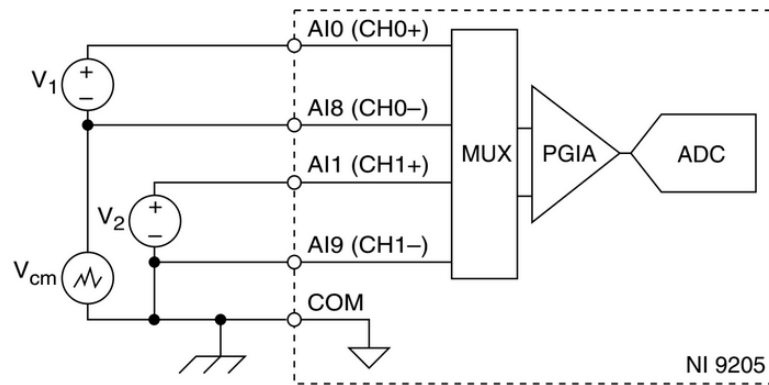 AI0 (CH0+)
V1
+
–
AI8 (CH0–)
MUX
PGIA
ADC
AI1 (CH1+)
V2
+
–
AI9 (CH1–)
Vcm
COM
NI 9205